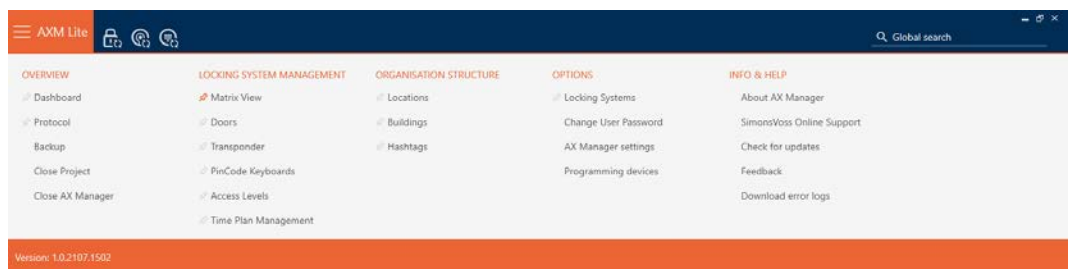 AXM Lite
Global search
OVERVIEW
Dashboard
Protocol
Backup
Close Project
Close AX Manager
LOCKING SYSTEM MANAGEMENT
Matrix View
Doors
Transponder
PinCode Keyboards
Access Levels
Time Plan Management
ORGANISATION STRUCTURE
Locations
Buildings
Hashtags
OPTIONS
Locking Systems
Change User Password
AX Manager settings
Programming devices
INFO & HELP
About AX Manager
SimonsVoss Online Support
Check for updates
Feedback
Download error logs
Version: 1.0.2107.1502